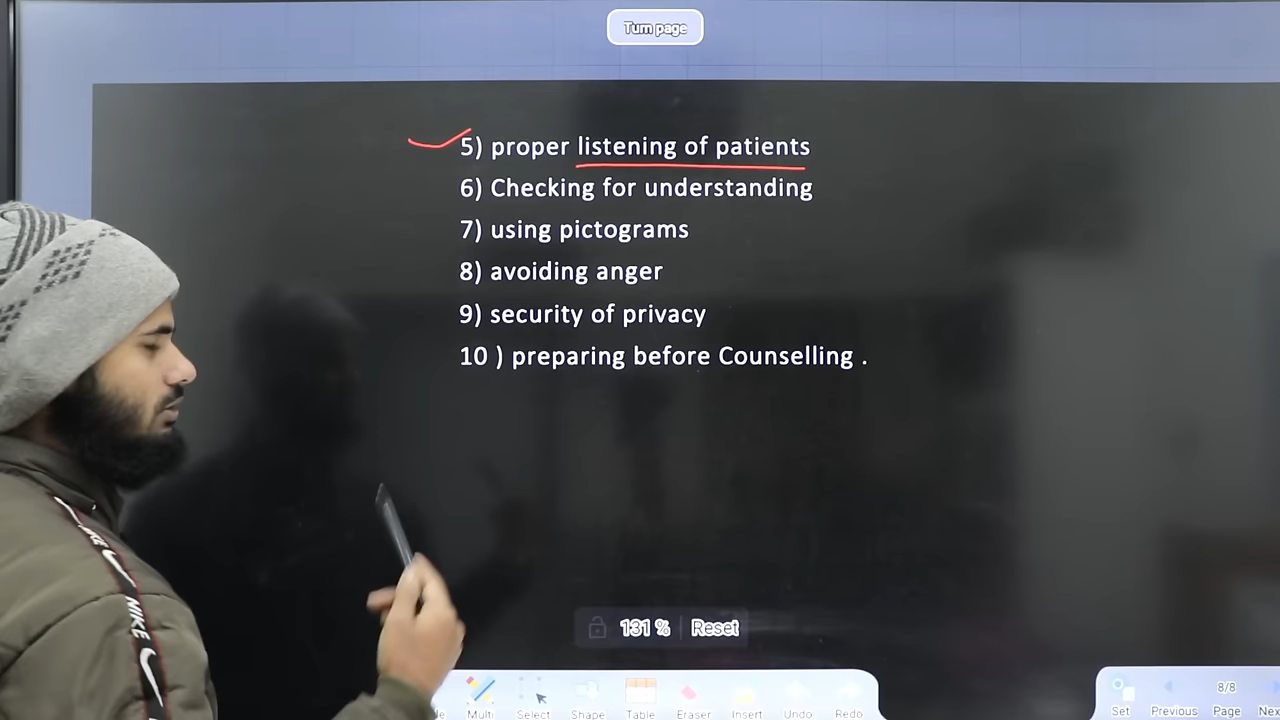 Turn page
5) proper listening of patients
6) Checking for understanding
7) using pictograms
8) avoiding anger
9) security of privacy
10 ) preparing before Counselling .
131 % Reset
Multi Select Shape Table Eraser Insert Undo Redo
8/8
Set Previous Page
NIKE